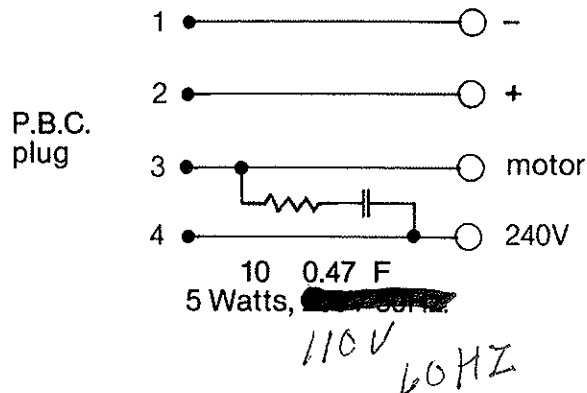 1 −
2 +
P.B.C.
plug
3 motor
4 240V
10 0.47 F
5 Watts,
110V
60HZ